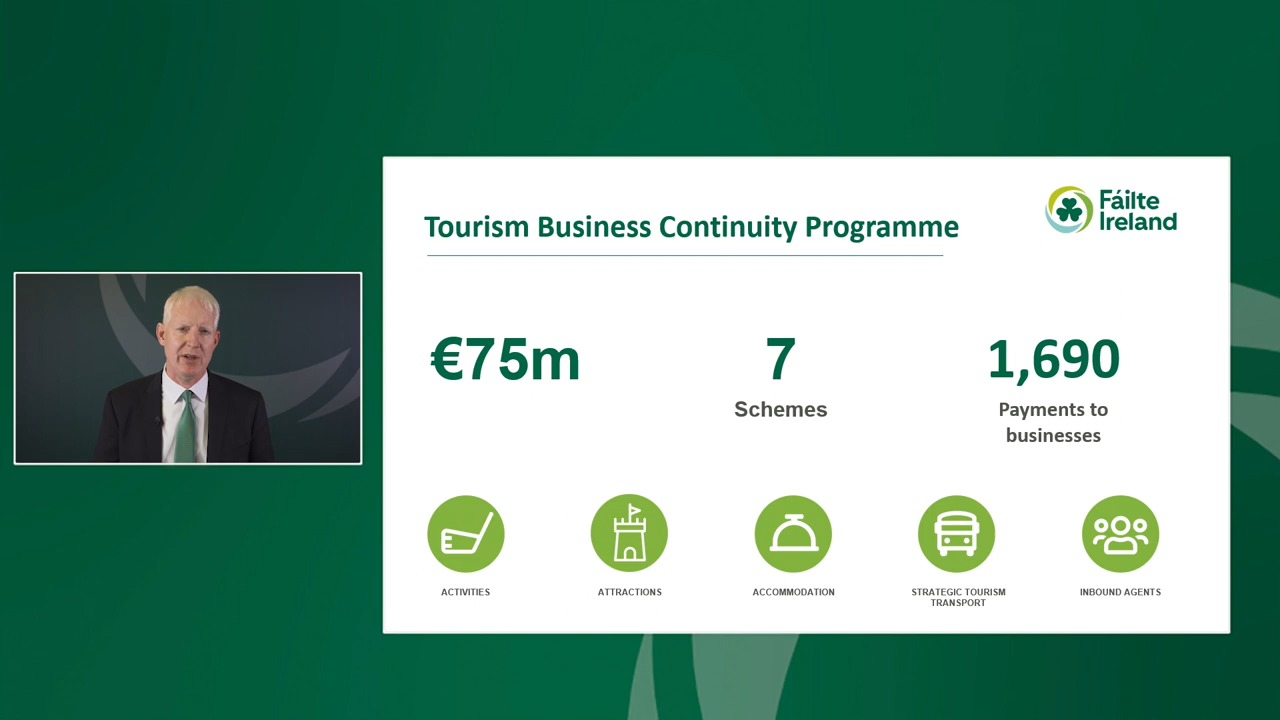 Fáilte
Ireland
Tourism Business Continuity Programme
€75m
7
Schemes
1,690
Payments to
businesses
ACTIVITIES
ATTRACTIONS
ACCOMMODATION
STRATEGIC TOURISM
TRANSPORT
INBOUND AGENTS